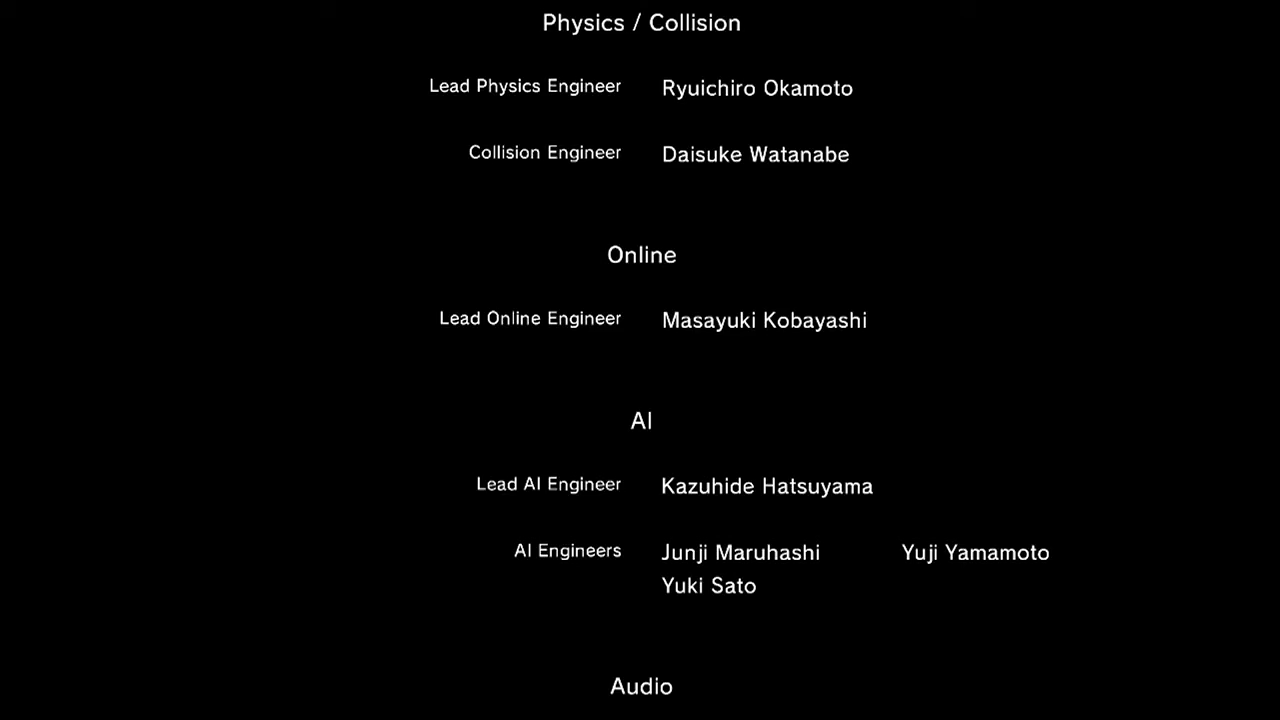 Physics / Collision
Lead Physics Engineer Ryuichiro Okamoto
Collision Engineer Daisuke Watanabe
Online
Lead Online Engineer Masayuki Kobayashi
AI
Lead AI Engineer Kazuhide Hatsuyama
AI Engineers Junji Maruhashi Yuji Yamamoto
Yuki Sato
Audio